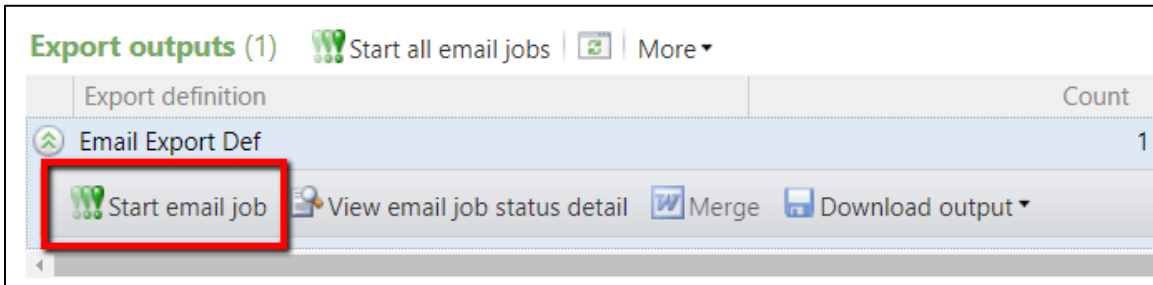 Export outputs (1) Start all email jobs More
Export definition Count
Email Export Def 1
Start email job View email job status detail Merge Download output